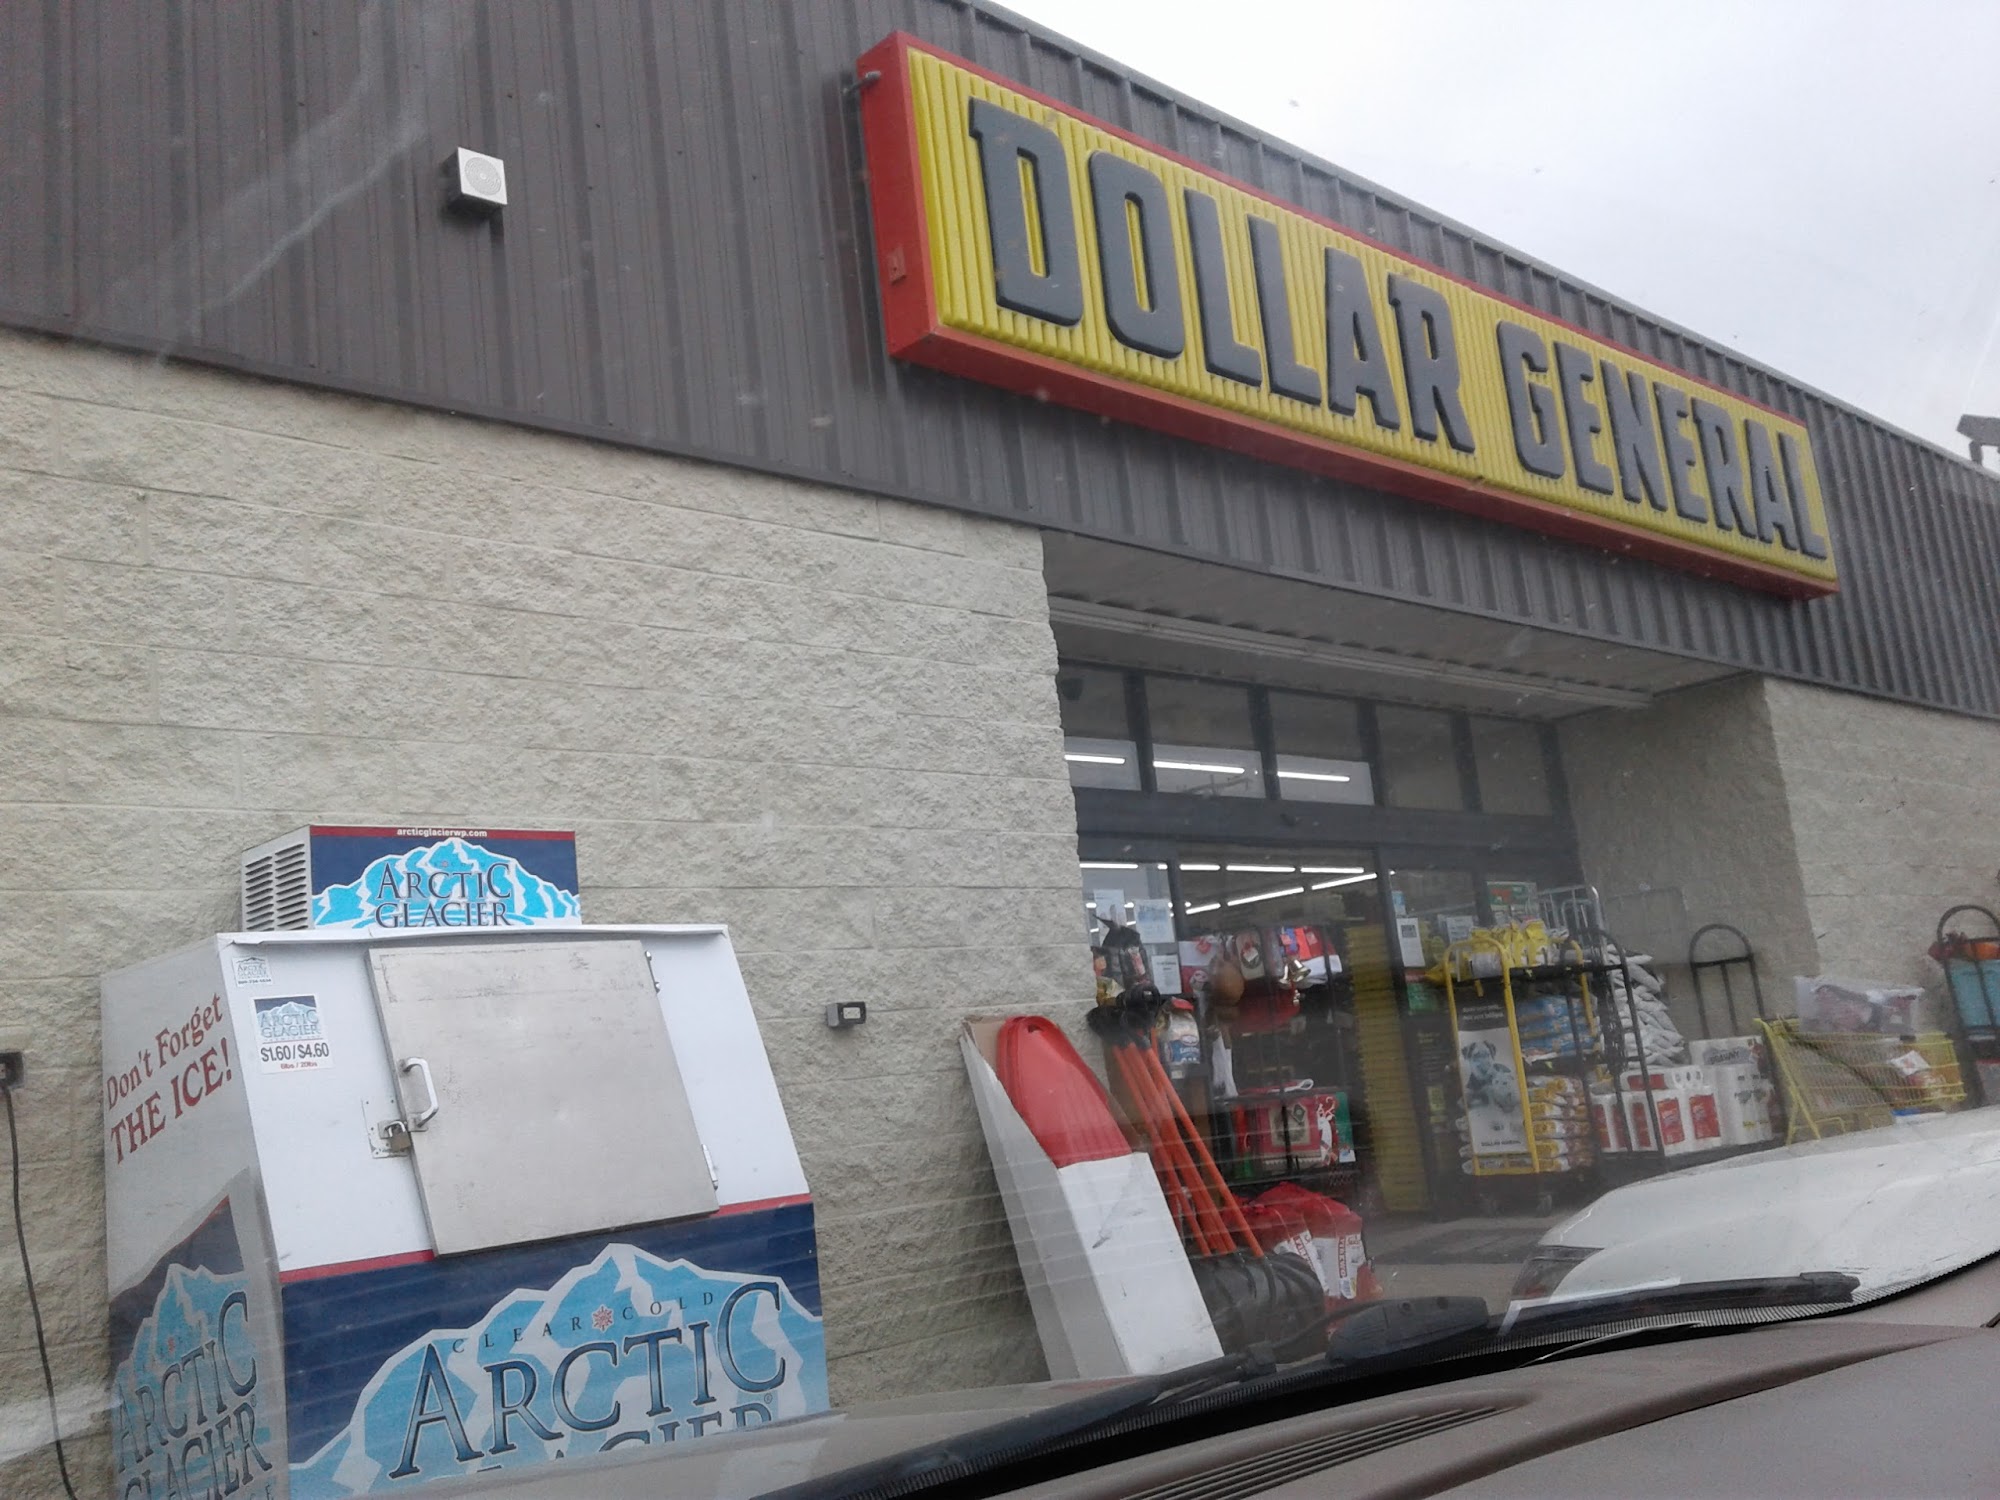 DOLLAR GENERAL
arcticglacierwp.com
ARCTIC
GLACIER
ARCTIC
GLACIER
$1.60/$4.60
Don't Forget
THE ICE!
CLEAR COLD
ARCTIC
GLACIER
ARCTIC
GLACIER